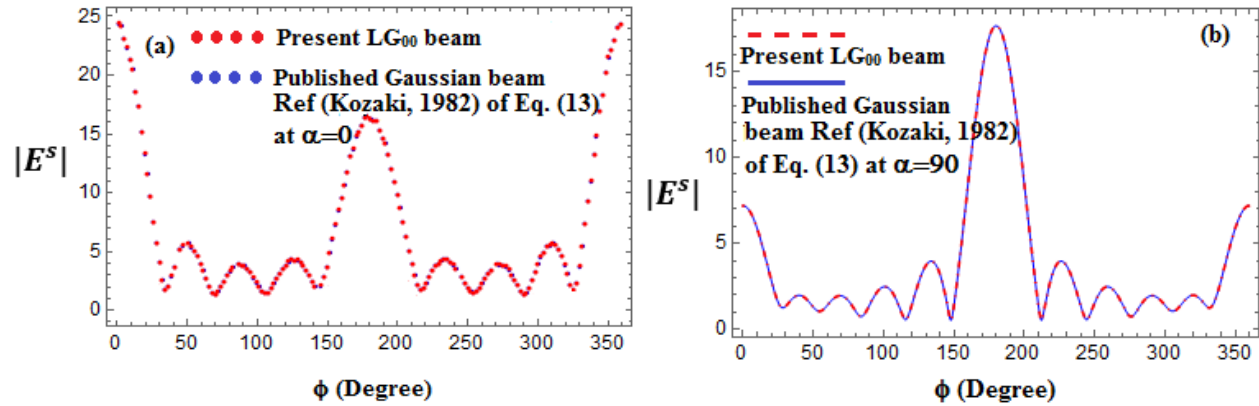 (a)
Present LG₀₀ beam
Published Gaussian beam
Ref (Kozaki, 1982) of Eq. (13)
at α=0
|Eˢ|
25
20
15
10
5
0
0 50 100 150 200 250 300 350
ϕ (Degree)
(b)
Present LG₀₀ beam
Published Gaussian
beam Ref (Kozaki, 1982)
of Eq. (13) at α=90
|Eˢ|
15
10
5
0
0 50 100 150 200 250 300 350
ϕ (Degree)